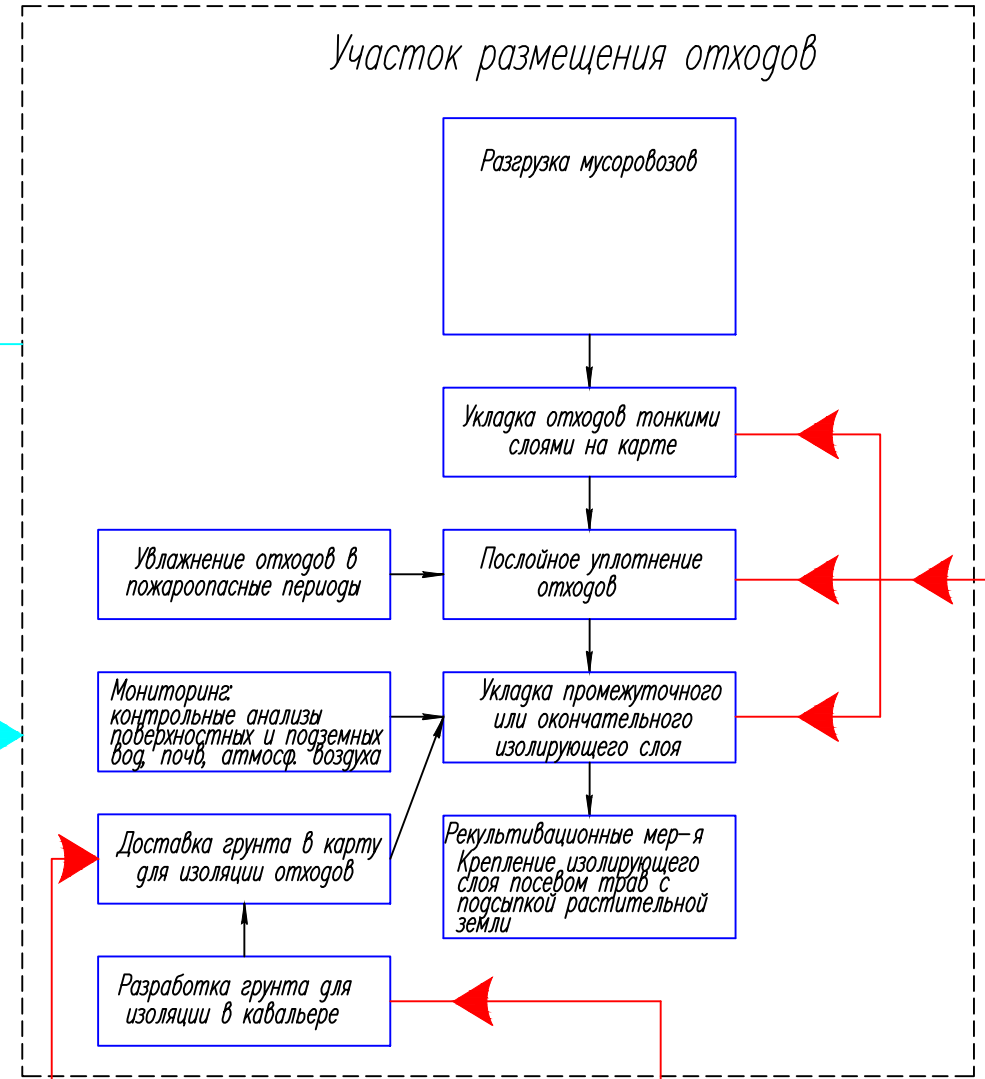 Участок размещения отходов
Разгрузка мусоровозов
Укладка отходов тонкими
слоями на карте
Увлажнение отходов в
пожароопасные периоды
Послойное уплотнение
отходов
Мониторинг:
контрольные анализы
поверхностных и подземных
вод, почв, атмосф. воздуха
Укладка промежуточного
или окончательного
изолирующего слоя
Доставка грунта в карту
для изоляции отходов
Рекультивационные мер-я
Крепление изолирующего
слоя посевом трав с
подсыпкой растительной
земли
Разработка грунта для
изоляции в кавальере